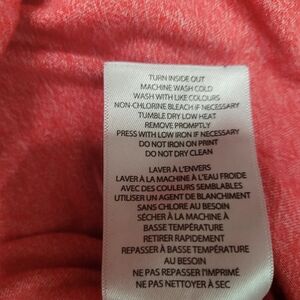 TURN INSIDE OUT
MACHINE WASH COLD
WASH WITH LIKE COLOURS
NON-CHLORINE BLEACH IF NECESSARY
TUMBLE DRY LOW HEAT
REMOVE PROMPTLY
PRESS WITH LOW IRON IF NECESSARY
DO NOT IRON ON PRINT
DO NOT DRY CLEAN
LAVER À L'ENVERS
LAVER À LA MACHINE À L'EAU FROIDE
AVEC DES COULEURS SEMBLABLES
UTILISER UN AGENT DE BLANCHIMENT
SANS CHLORE AU BESOIN
SÉCHER À LA MACHINE À
BASSE TEMPÉRATURE
RETIRER RAPIDEMENT
REPASSER À BASSE TEMPÉRATURE
AU BESOIN
NE PAS REPASSER l'IMPRIMÉ
NE PAS NETTOYER À SEC